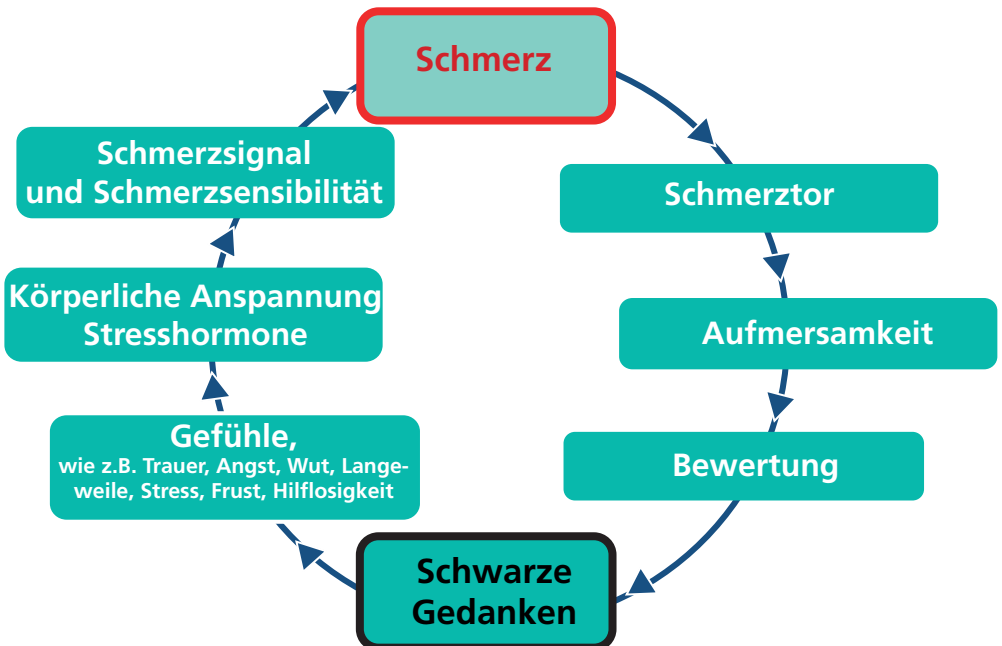 Schmerz
Schmerztor
Aufmersamkeit
Bewertung
Schwarze
Gedanken
Gefühle,
wie z.B. Trauer, Angst, Wut, Lange-
weile, Stress, Frust, Hilflosigkeit
Körperliche Anspannung
Stresshormone
Schmerzsignal
und Schmerzsensibilität